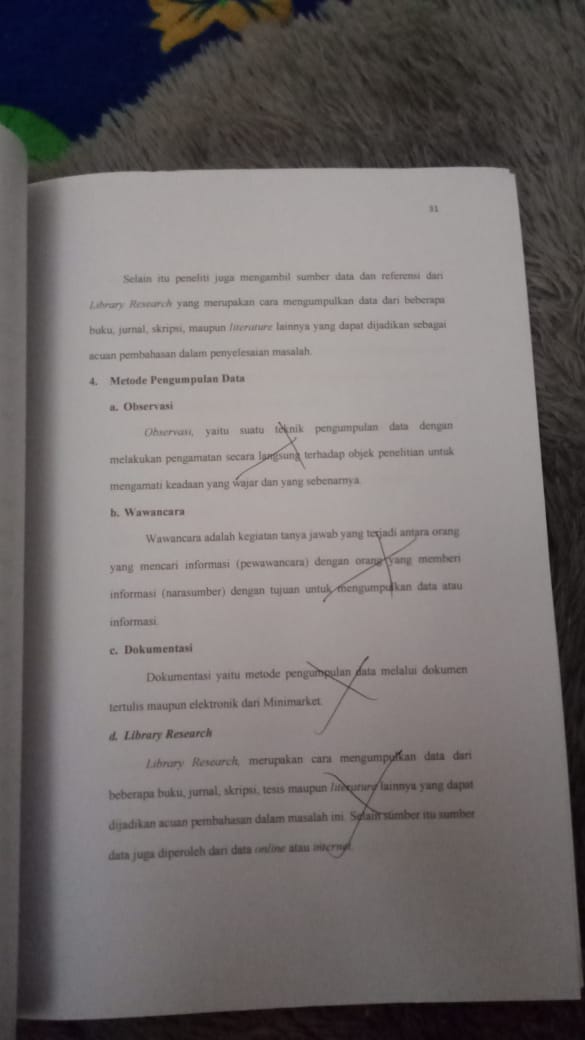 31
Selain itu peneliti juga mengambil sumber data dan referensi dari
Library Research yang merupakan cara mengumpulkan data dari beberapa
buku, jurnal, skripsi, maupun literature lainnya yang dapat dijadikan sebagai
acuan pembahasan dalam penyelesaian masalah.
4. Metode Pengumpulan Data
a. Observasi
Observasi, yaitu suatu teknik pengumpulan data dengan
melakukan pengamatan secara langsung terhadap objek penelitian untuk
mengamati keadaan yang wajar dan yang sebenarnya.
b. Wawancara
Wawancara adalah kegiatan tanya jawab yang terjadi antara orang
yang mencari informasi (pewawancara) dengan orang yang memberi
informasi (narasumber) dengan tujuan untuk mengumpulkan data atau
informasi.
c. Dokumentasi
Dokumentasi yaitu metode pengumpulan data melalui dokumen
tertulis maupun elektronik dari Minimarket.
d. Library Research
Library Research, merupakan cara mengumpulkan data dari
beberapa buku, jurnal, skripsi, tesis maupun literature lainnya yang dapat
dijadikan acuan pembahasan dalam masalah ini. Selain sumber itu sumber
data juga diperoleh dari data online atau internet.